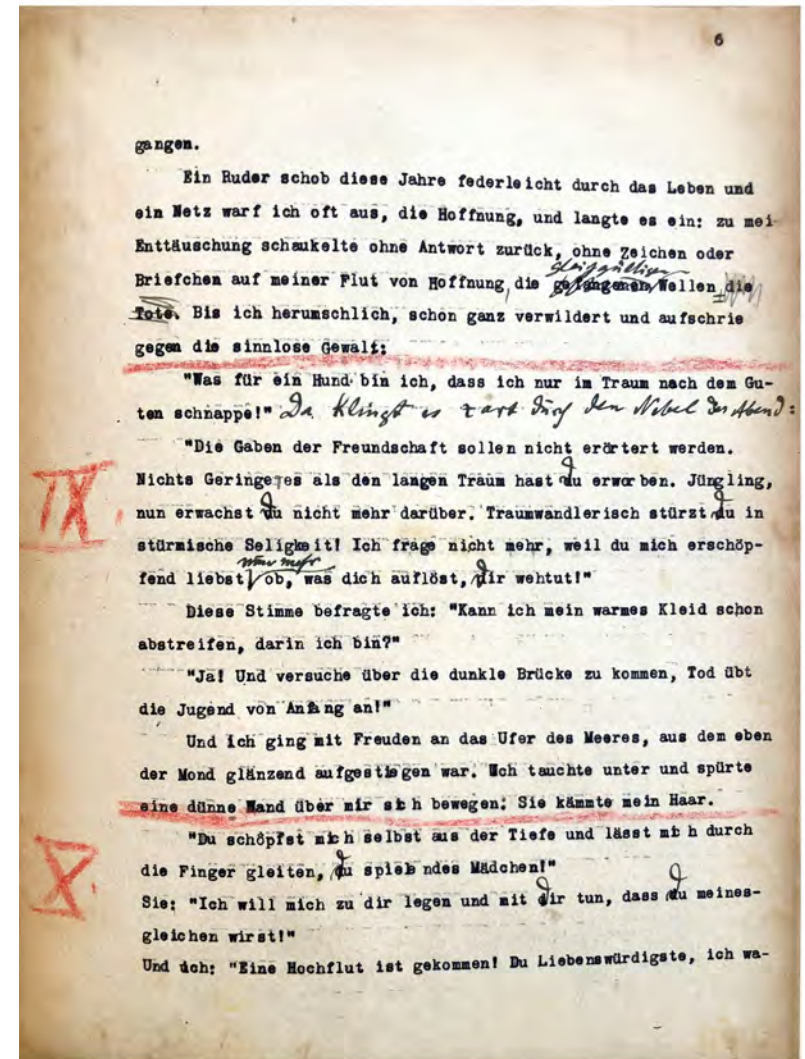 6
gangen.
Ein Ruder schob diese Jahre federleicht durch das Leben und
ein Netz warf ich oft aus, die Hoffnung, und langte es ein: zu mei-
Enttäuschung schaukelte ohne Antwort zurück, ohne Zeichen oder
gleichgültigen
Briefchen auf meiner Flut von Hoffnung, die gefangenen Wellen, die
Tote. Bis ich herumschlich, schon ganz verwildert und aufschrie
gegen die sinnlose Gewalt:
"Was für ein Hund bin ich, dass ich nur im Traum nach dem Gu-
ten schnappe!" Da klingt es zart durch den Nebel der Abend:
"Die Gaben der Freundschaft sollen nicht erörtert werden.
IX.
Nichts Geringeres als den langen Traum hast du erworben. Jüngling,
nun erwachst du nicht mehr darüber. Traumwandlerisch stürzt du in
stürmische Seligkeit! Ich frage nicht mehr, weil du mich erschöp-
nunmehr
fend liebst, ob, was dich auflöst, dir wehtut!"
Diese Stimme befragte ich: "Kann ich mein warmes Kleid schon
abstreifen, darin ich bin?"
"Ja! Und versuche über die dunkle Brücke zu kommen, Tod übt
die Jugend von Anfang an!"
Und ich ging mit Freuden an das Ufer des Meeres, aus dem eben
der Mond glänzend aufgestiegen war. Ich tauchte unter und spürte
eine dünne Hand über mir sich bewegen: Sie kämmte mein Haar.
"Du schöpfst mich selbst aus der Tiefe und lässt mich durch
X.
die Finger gleiten, du spielendes Mädchen!"
Sie: "Ich will mich zu dir legen und mit dir tun, dass du meines-
gleichen wirst!"
Und ich: "Eine Hochflut ist gekommen! Du Liebenswürdigste, ich wa-